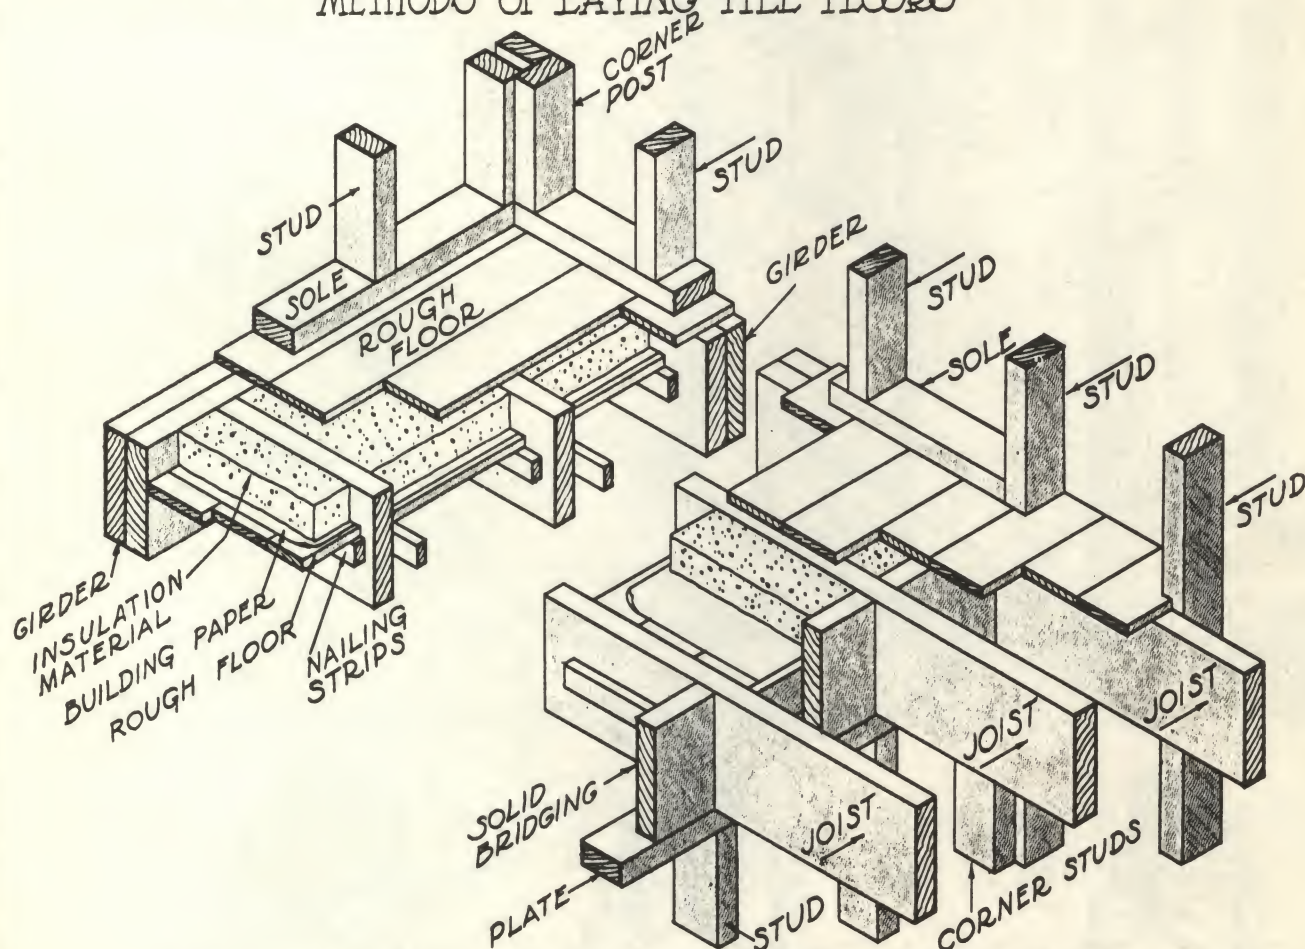 METHODS OF LAYING TILE FLOORS
CORNER
POST
STUD
STUD
SOLE
ROUGH
FLOOR
GIRDER
STUD
SOLE
STUD
STUD
GIRDER
INSULATION
MATERIAL
BUILDING PAPER
ROUGH FLOOR
NAILING
STRIPS
JOIST
JOIST
JOIST
SOLID
BRIDGING
PLATE
STUD
CORNER STUDS